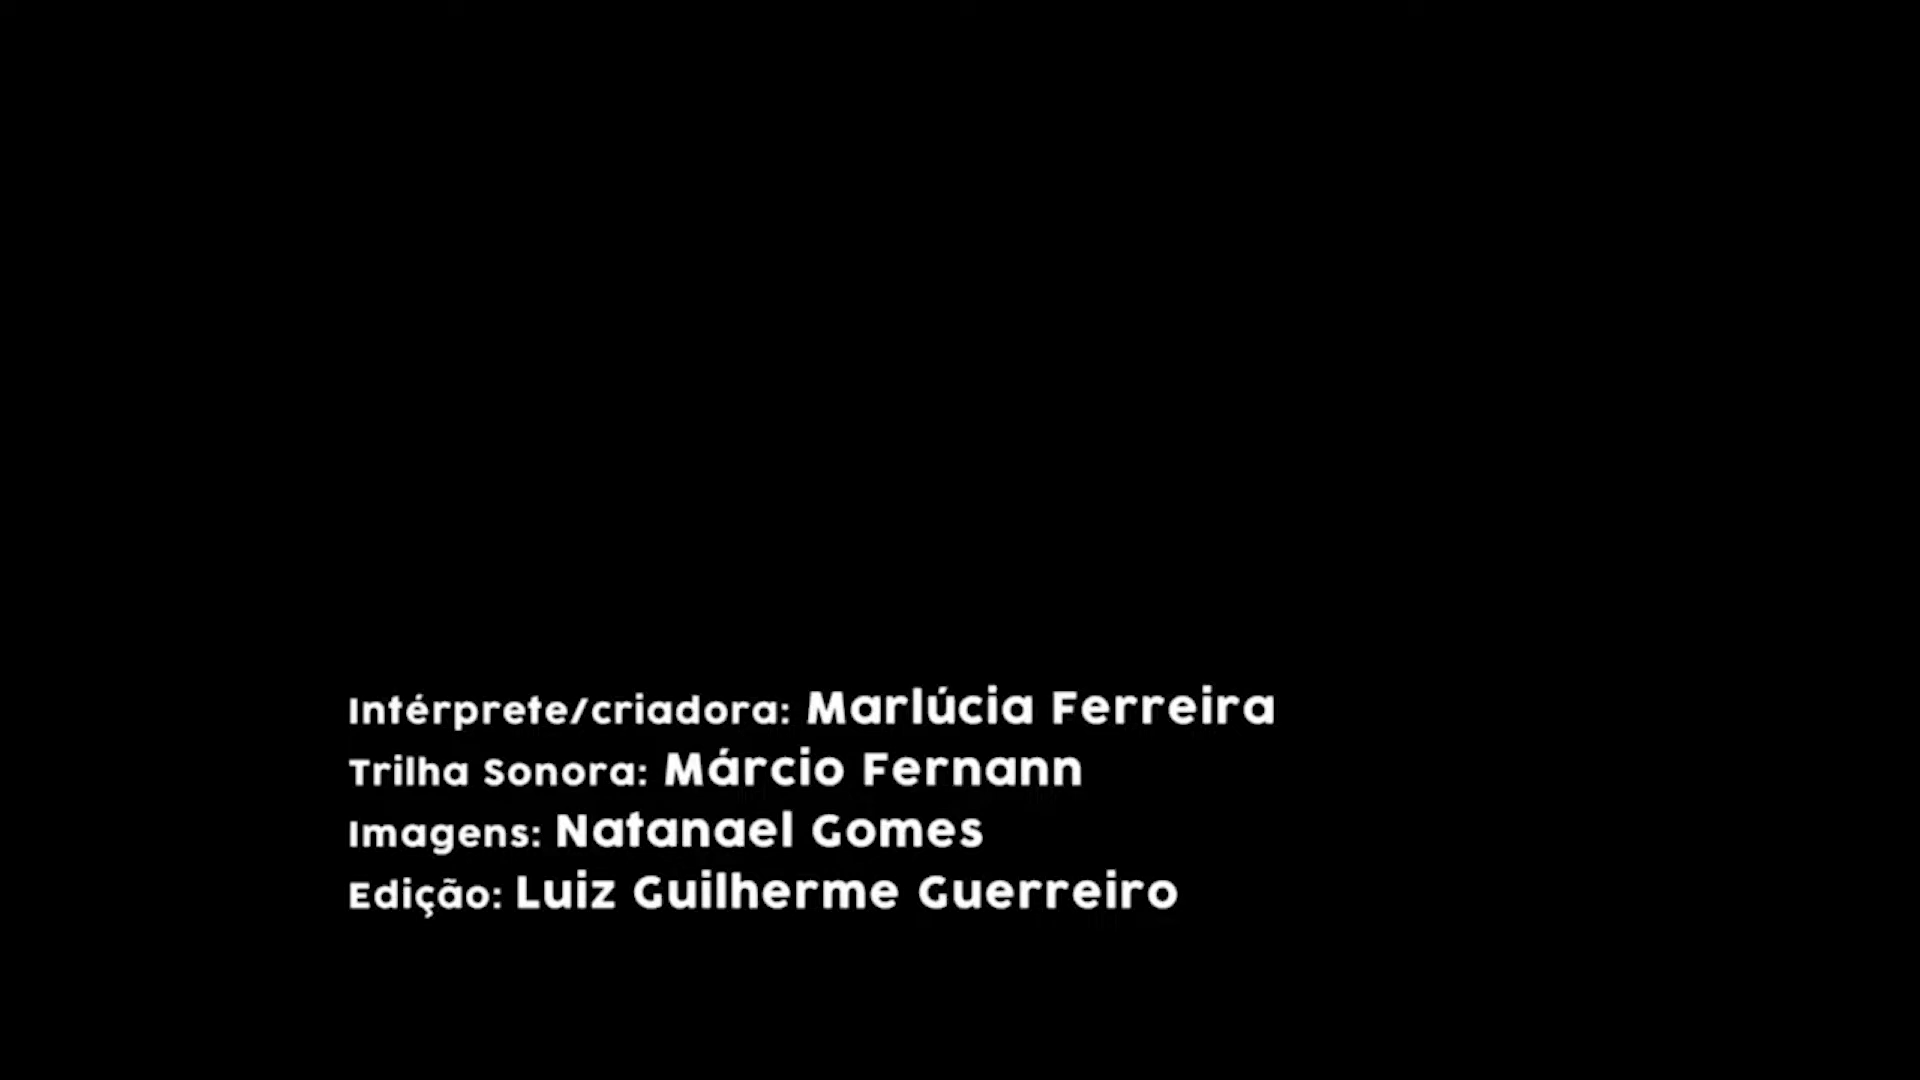 Intérprete/criadora: Marlúcia Ferreira
Trilha Sonora: Márcio Fernann
Imagens: Natanael Gomes
Edição: Luiz Guilherme Guerreiro